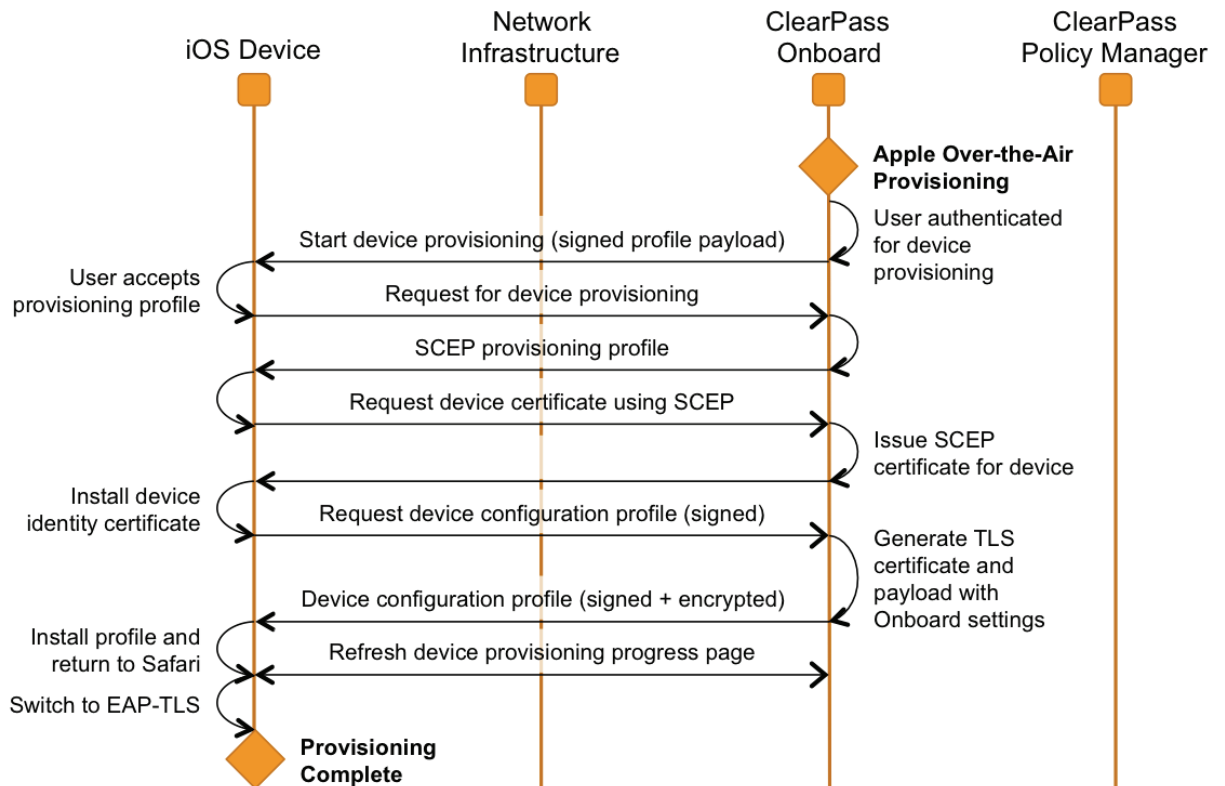 iOS Device
Network
Infrastructure
ClearPass
Onboard
ClearPass
Policy Manager
Apple Over-the-Air
Provisioning
User authenticated
for device
provisioning
Start device provisioning (signed profile payload)
User accepts
provisioning profile
Request for device provisioning
SCEP provisioning profile
Request device certificate using SCEP
Issue SCEP
certificate for device
Install device
identity certificate
Request device configuration profile (signed)
Generate TLS
certificate and
payload with
Onboard settings
Device configuration profile (signed + encrypted)
Install profile and
return to Safari
Refresh device provisioning progress page
Switch to EAP-TLS
Provisioning
Complete